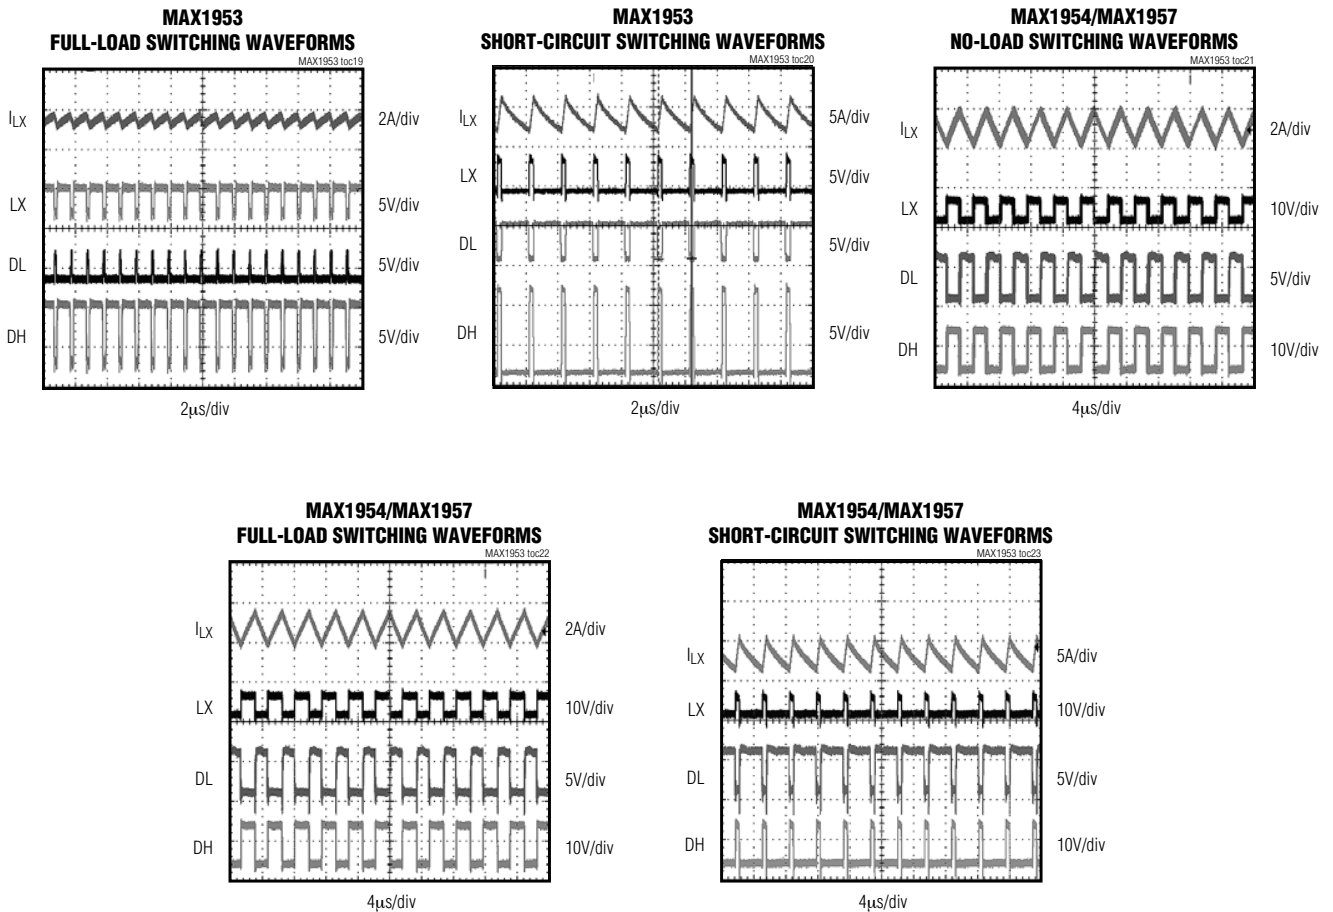 MAX1953
FULL-LOAD SWITCHING WAVEFORMS
MAX1953 toc19
ILX
2A/div
LX
5V/div
DL
5V/div
DH
5V/div
2µs/div
MAX1953
SHORT-CIRCUIT SWITCHING WAVEFORMS
MAX1953 toc20
ILX
5A/div
LX
5V/div
DL
5V/div
DH
5V/div
2µs/div
MAX1954/MAX1957
NO-LOAD SWITCHING WAVEFORMS
MAX1953 toc21
ILX
2A/div
LX
10V/div
DL
5V/div
DH
10V/div
4µs/div
MAX1954/MAX1957
FULL-LOAD SWITCHING WAVEFORMS
MAX1953 toc22
ILX
2A/div
LX
10V/div
DL
5V/div
DH
10V/div
4µs/div
MAX1954/MAX1957
SHORT-CIRCUIT SWITCHING WAVEFORMS
MAX1953 toc23
ILX
5A/div
LX
10V/div
DL
5V/div
DH
10V/div
4µs/div